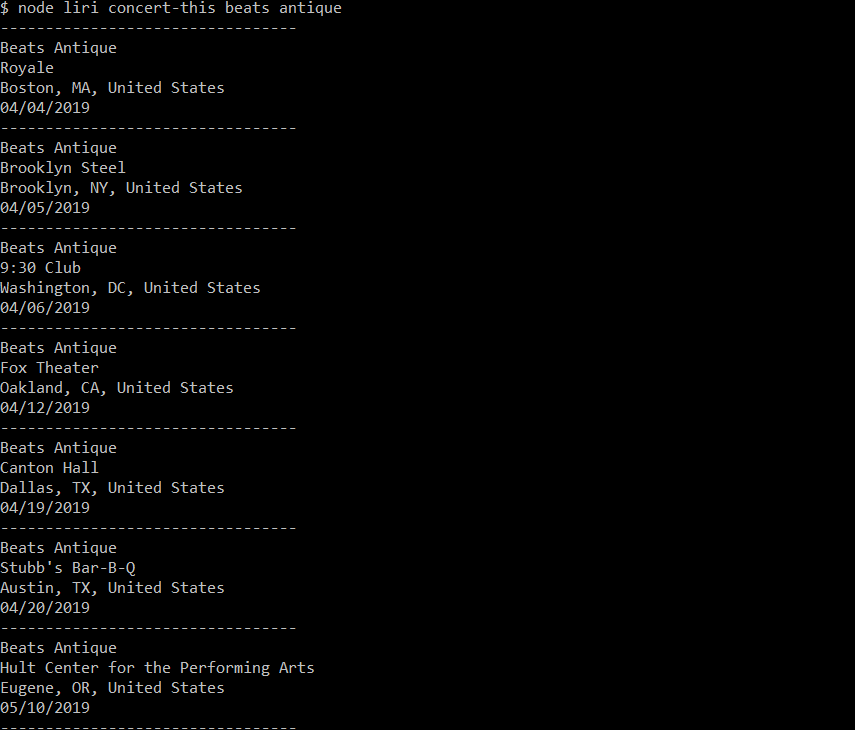 $ node liri concert-this beats antique
---------------------------------
Beats Antique
Royale
Boston, MA, United States
04/04/2019
---------------------------------
Beats Antique
Brooklyn Steel
Brooklyn, NY, United States
04/05/2019
---------------------------------
Beats Antique
9:30 Club
Washington, DC, United States
04/06/2019
---------------------------------
Beats Antique
Fox Theater
Oakland, CA, United States
04/12/2019
---------------------------------
Beats Antique
Canton Hall
Dallas, TX, United States
04/19/2019
---------------------------------
Beats Antique
Stubb's Bar-B-Q
Austin, TX, United States
04/20/2019
---------------------------------
Beats Antique
Hult Center for the Performing Arts
Eugene, OR, United States
05/10/2019
---------------------------------